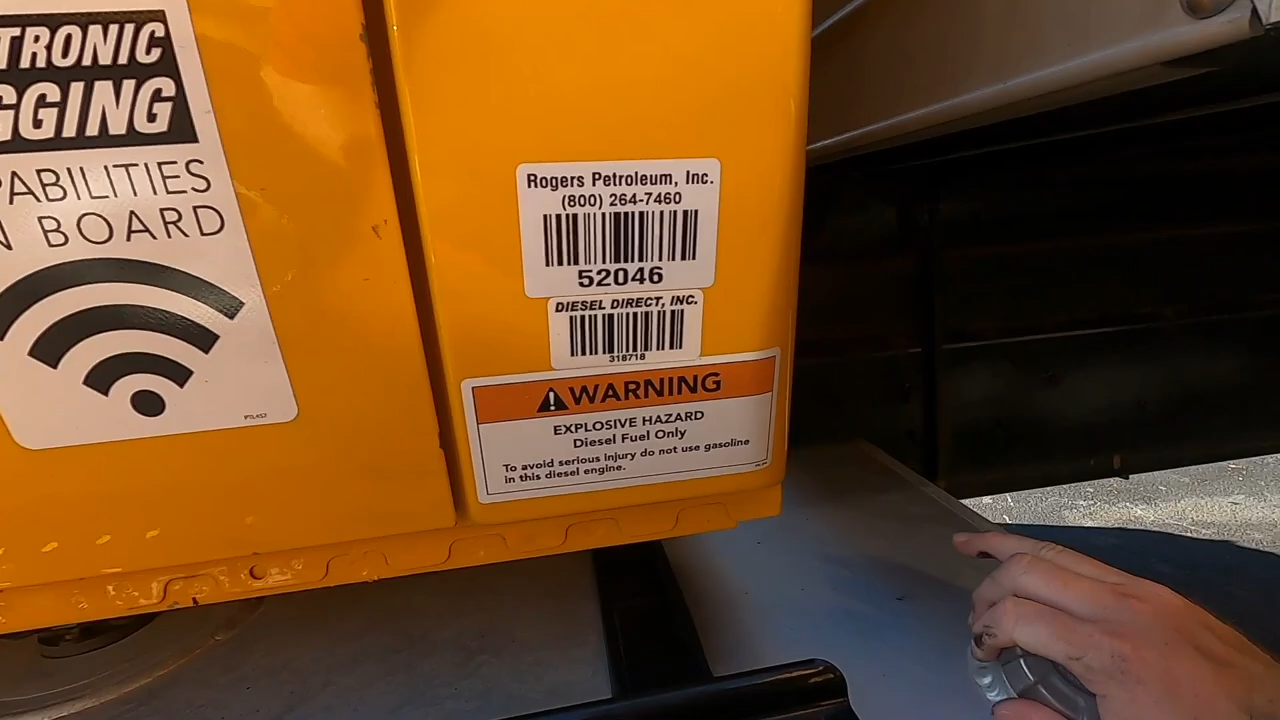 TRONIC
GGING
PABILITIES
N BOARD
Rogers Petroleum, Inc.
(800) 264-7460
52046
DIESEL DIRECT, INC.
318718
WARNING
EXPLOSIVE HAZARD
Diesel Fuel Only
To avoid serious injury do not use gasoline
in this diesel engine.